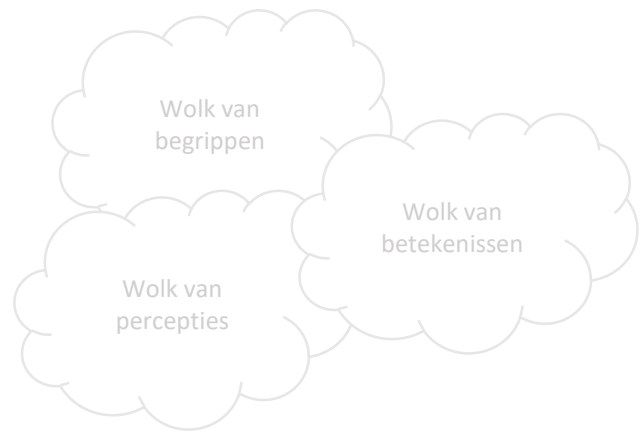 Wolk van
begrippen
Wolk van
betekenissen
Wolk van
percepties